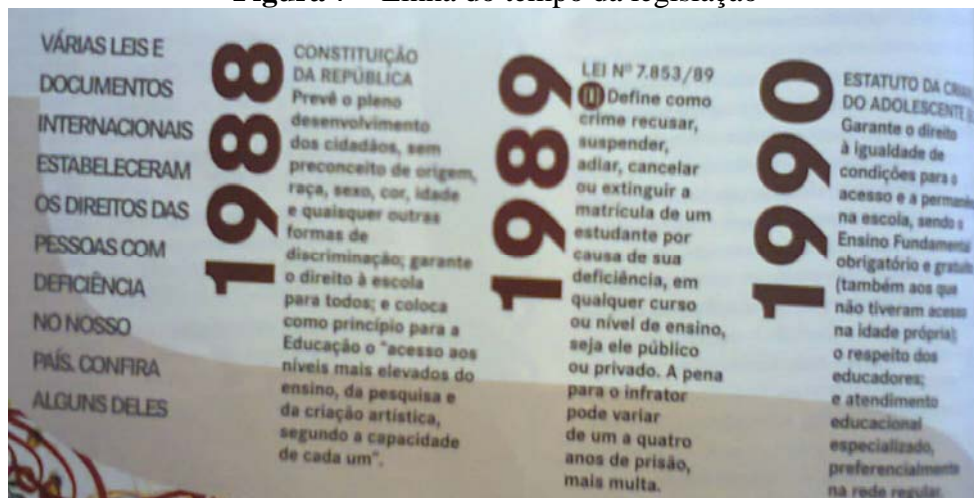 VÁRIAS LEIS E
DOCUMENTOS
INTERNACIONAIS
ESTABELECERAM
OS DIREITOS DAS
PESSOAS COM
DEFICIÊNCIA
NO NOSSO
PAÍS. CONFIRA
ALGUNS DELES
1988
CONSTITUIÇÃO
DA REPÚBLICA
Prevê o pleno
desenvolvimento
dos cidadãos, sem
preconceito de origem,
raça, sexo, cor, idade
e quaisquer outras
formas de
discriminação; garante
o direito à escola
para todos; e coloca
como princípio para a
Educação o "acesso aos
níveis mais elevados do
ensino, da pesquisa e
da criação artística,
segundo a capacidade
de cada um".
1989
LEI Nº 7.853/89
Define como
crime recusar,
suspender,
adiar, cancelar
ou extinguir a
matrícula de um
estudante por
causa de sua
deficiência, em
qualquer curso
ou nível de ensino,
seja ele público
ou privado. A pena
para o infrator
pode variar
de um a quatro
anos de prisão,
mais multa.
1990
ESTATUTO DA
DO ADOLESCENTE
Garante o direito
à igualdade de
condições para o
acesso e a
na escola, sendo o
Ensino Fundamental
obrigatório e
(também aos que
não tiveram acesso
na idade própria);
o respeito dos
educadores;
e atendimento
educacional
especializado,
preferencialmente
na rede regular.